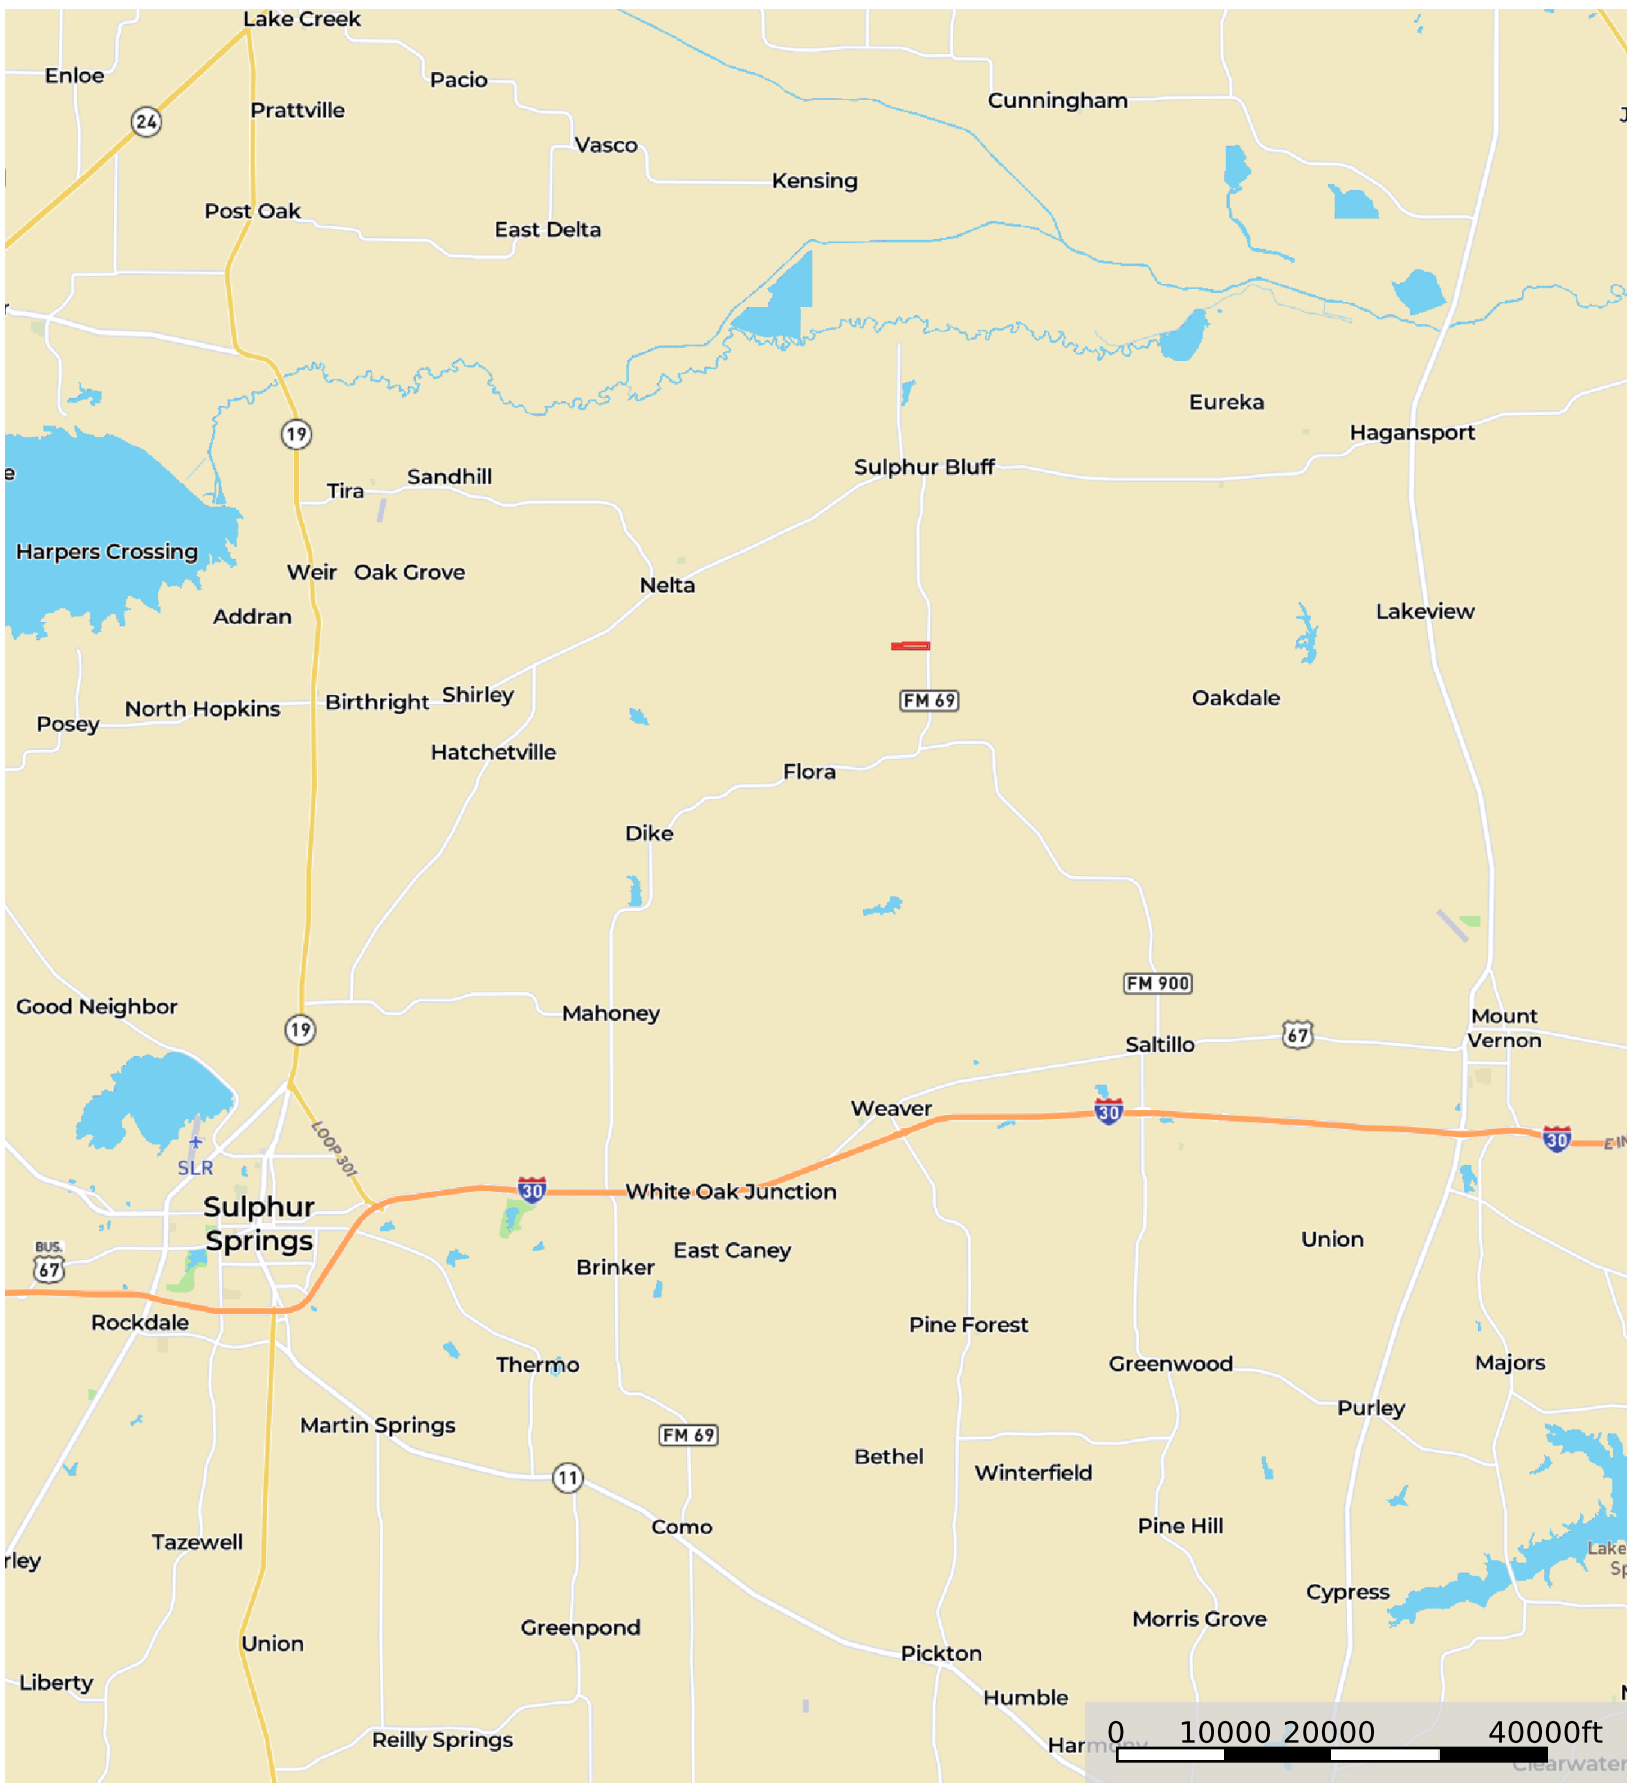 Lake Creek
Enloe
Pacio
Cunningham
Prattville
24
Vasco
Kensing
Post Oak
East Delta
Eureka
Hagansport
19
Sulphur Bluff
Sandhill
Tira
Harpers Crossing
Weir
Oak Grove
Nelta
Addran
Lakeview
North Hopkins
Birthright
Shirley
FM 69
Oakdale
Posey
Hatchetville
Flora
Dike
FM 900
Good Neighbor
Mahoney
19
67
Mount
Vernon
Saltillo
Weaver
30
30
LOOP 301
SLR
Sulphur
Springs
30
White Oak Junction
BUS.
67
East Caney
Union
Brinker
Rockdale
Pine Forest
Thermo
Greenwood
Majors
Purley
Martin Springs
FM 69
Bethel
Winterfield
11
Como
Pine Hill
Tazewell
rley
Lake
Sp
Cypress
Morris Grove
Greenpond
Union
Pickton
Liberty
Humble
Reilly Springs
Harmony
0 10000 20000 40000ft
Clearwater